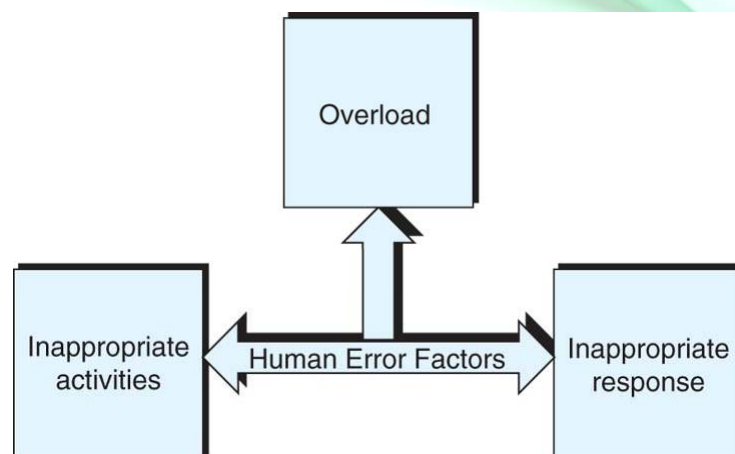 Overload
Inappropriate
activities
Human Error Factors
Inappropriate
response